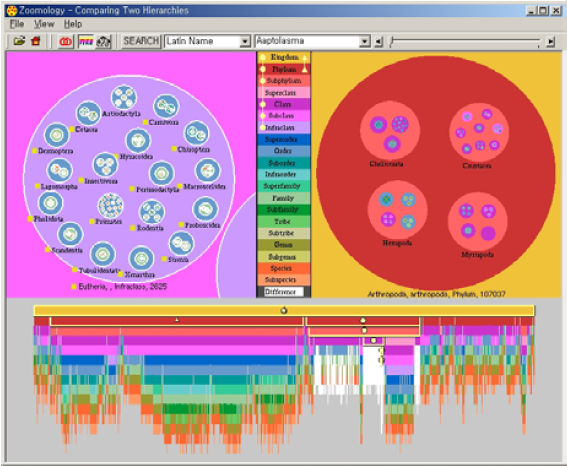 Zoomology - Comparing Two Hierarchies
File View Help
SEARCH Latin Name Aaptolasma
Artiodactyla
Cetacea
Carnivora
Dermoptera
Hyracoidea
Chiroptera
Lagomorpha
Insectivora
Perissodactyla
Macroscelidea
Pholidota
Primates
Rodentia
Proboscidea
Scandentia
Tubulidentata
Xenarthra
Sirenia
Eutheria, , Infraclass, 2625
Kingdom
Phylum
Subphylum
Superclass
Class
Subclass
Infraclass
Superorder
Order
Suborder
Infraorder
Superfamily
Family
Subfamily
Tribe
Subtribe
Genus
Subgenus
Species
Subspecies
Different
Chelicerata
Crustacea
Hexapoda
Myriapoda
Arthropoda, arthropods, Phylum, 107037